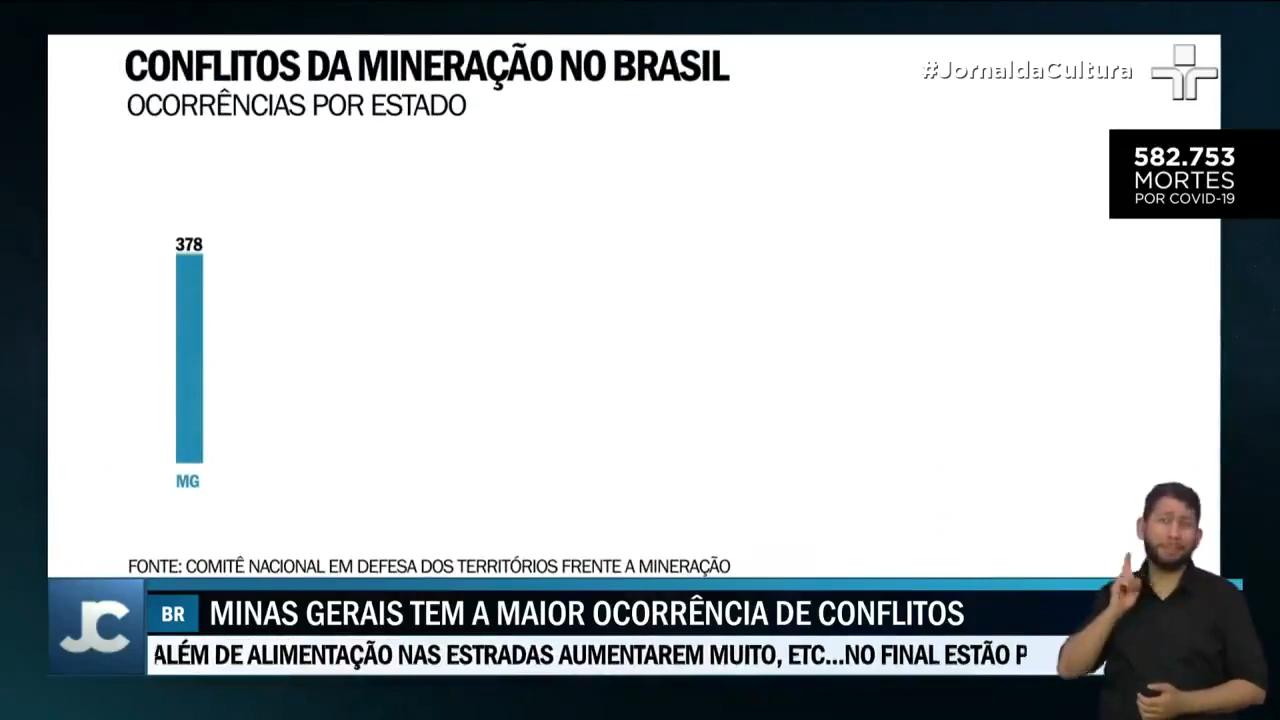 CONFLITOS DA MINERAÇÃO NO BRASIL
OCORRÊNCIAS POR ESTADO
#JornaldaCultura
582.753
MORTES
POR COVID-19
378
MG
FONTE: COMITÊ NACIONAL EM DEFESA DOS TERRITÓRIOS FRENTE A MINERAÇÃO
JC
BR MINAS GERAIS TEM A MAIOR OCORRÊNCIA DE CONFLITOS
ALÉM DE ALIMENTAÇÃO NAS ESTRADAS AUMENTAREM MUITO, ETC...NO FINAL ESTÃO P